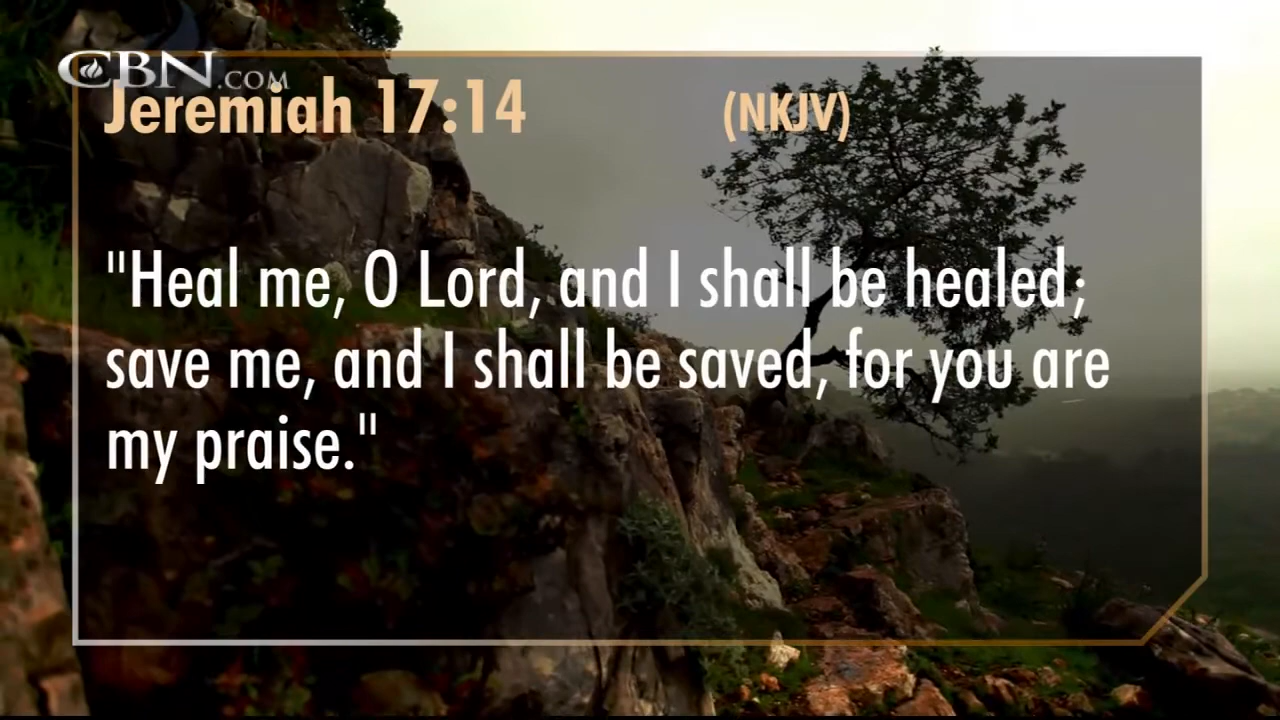 CBN.COM
Jeremiah 17:14 (NKJV)
"Heal me, O Lord, and I shall be healed;
save me, and I shall be saved, for you are
my praise."